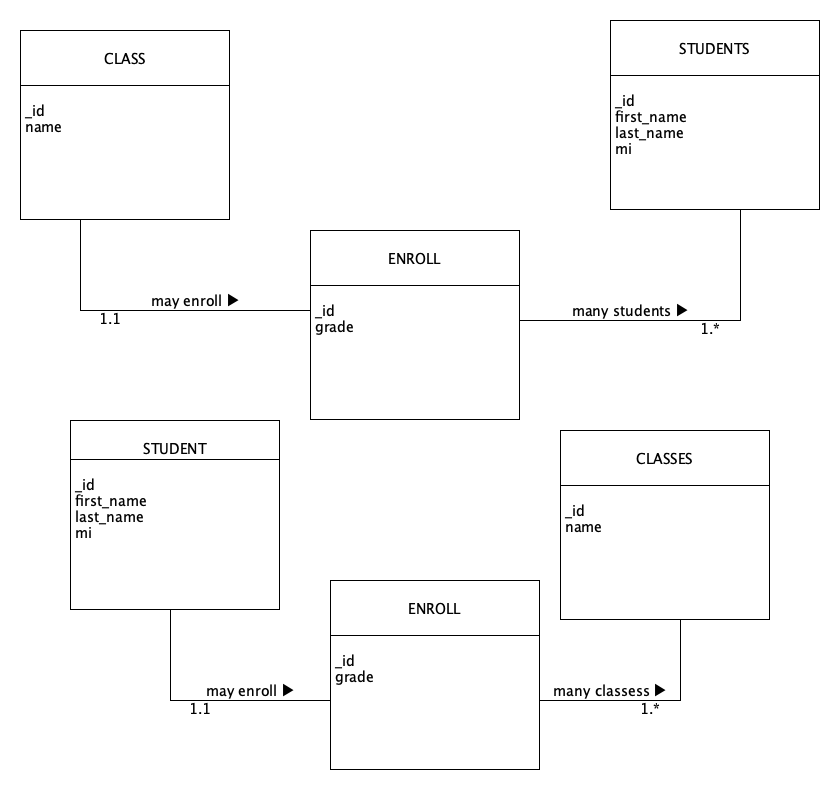 CLASS
_id
name
STUDENTS
_id
first_name
last_name
mi
ENROLL
_id
grade
may enroll
1.1
many students
1.*
STUDENT
_id
first_name
last_name
mi
CLASSES
_id
name
ENROLL
_id
grade
may enroll
1.1
many classess
1.*